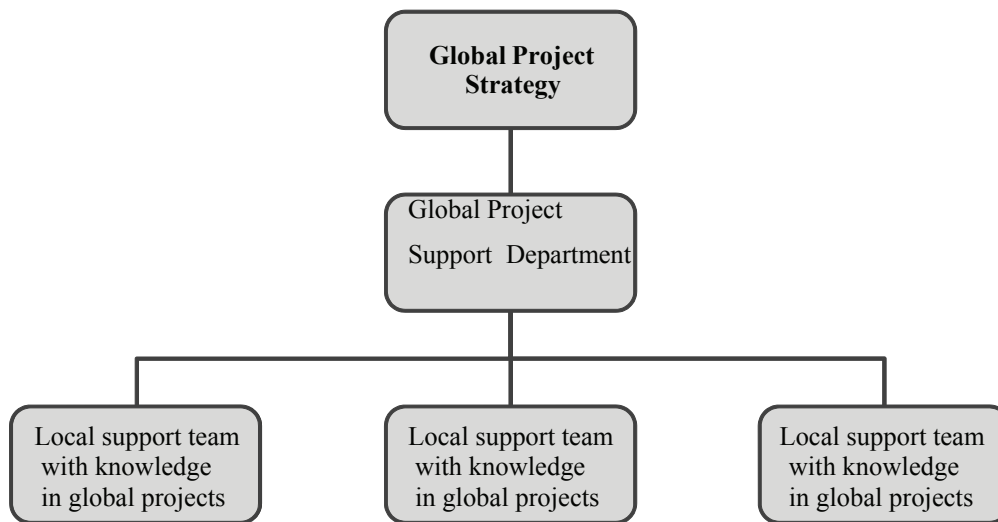 Global Project
Strategy
Global Project
Support Department
Local support team
with knowledge
in global projects
Local support team
with knowledge
in global projects
Local support team
with knowledge
in global projects